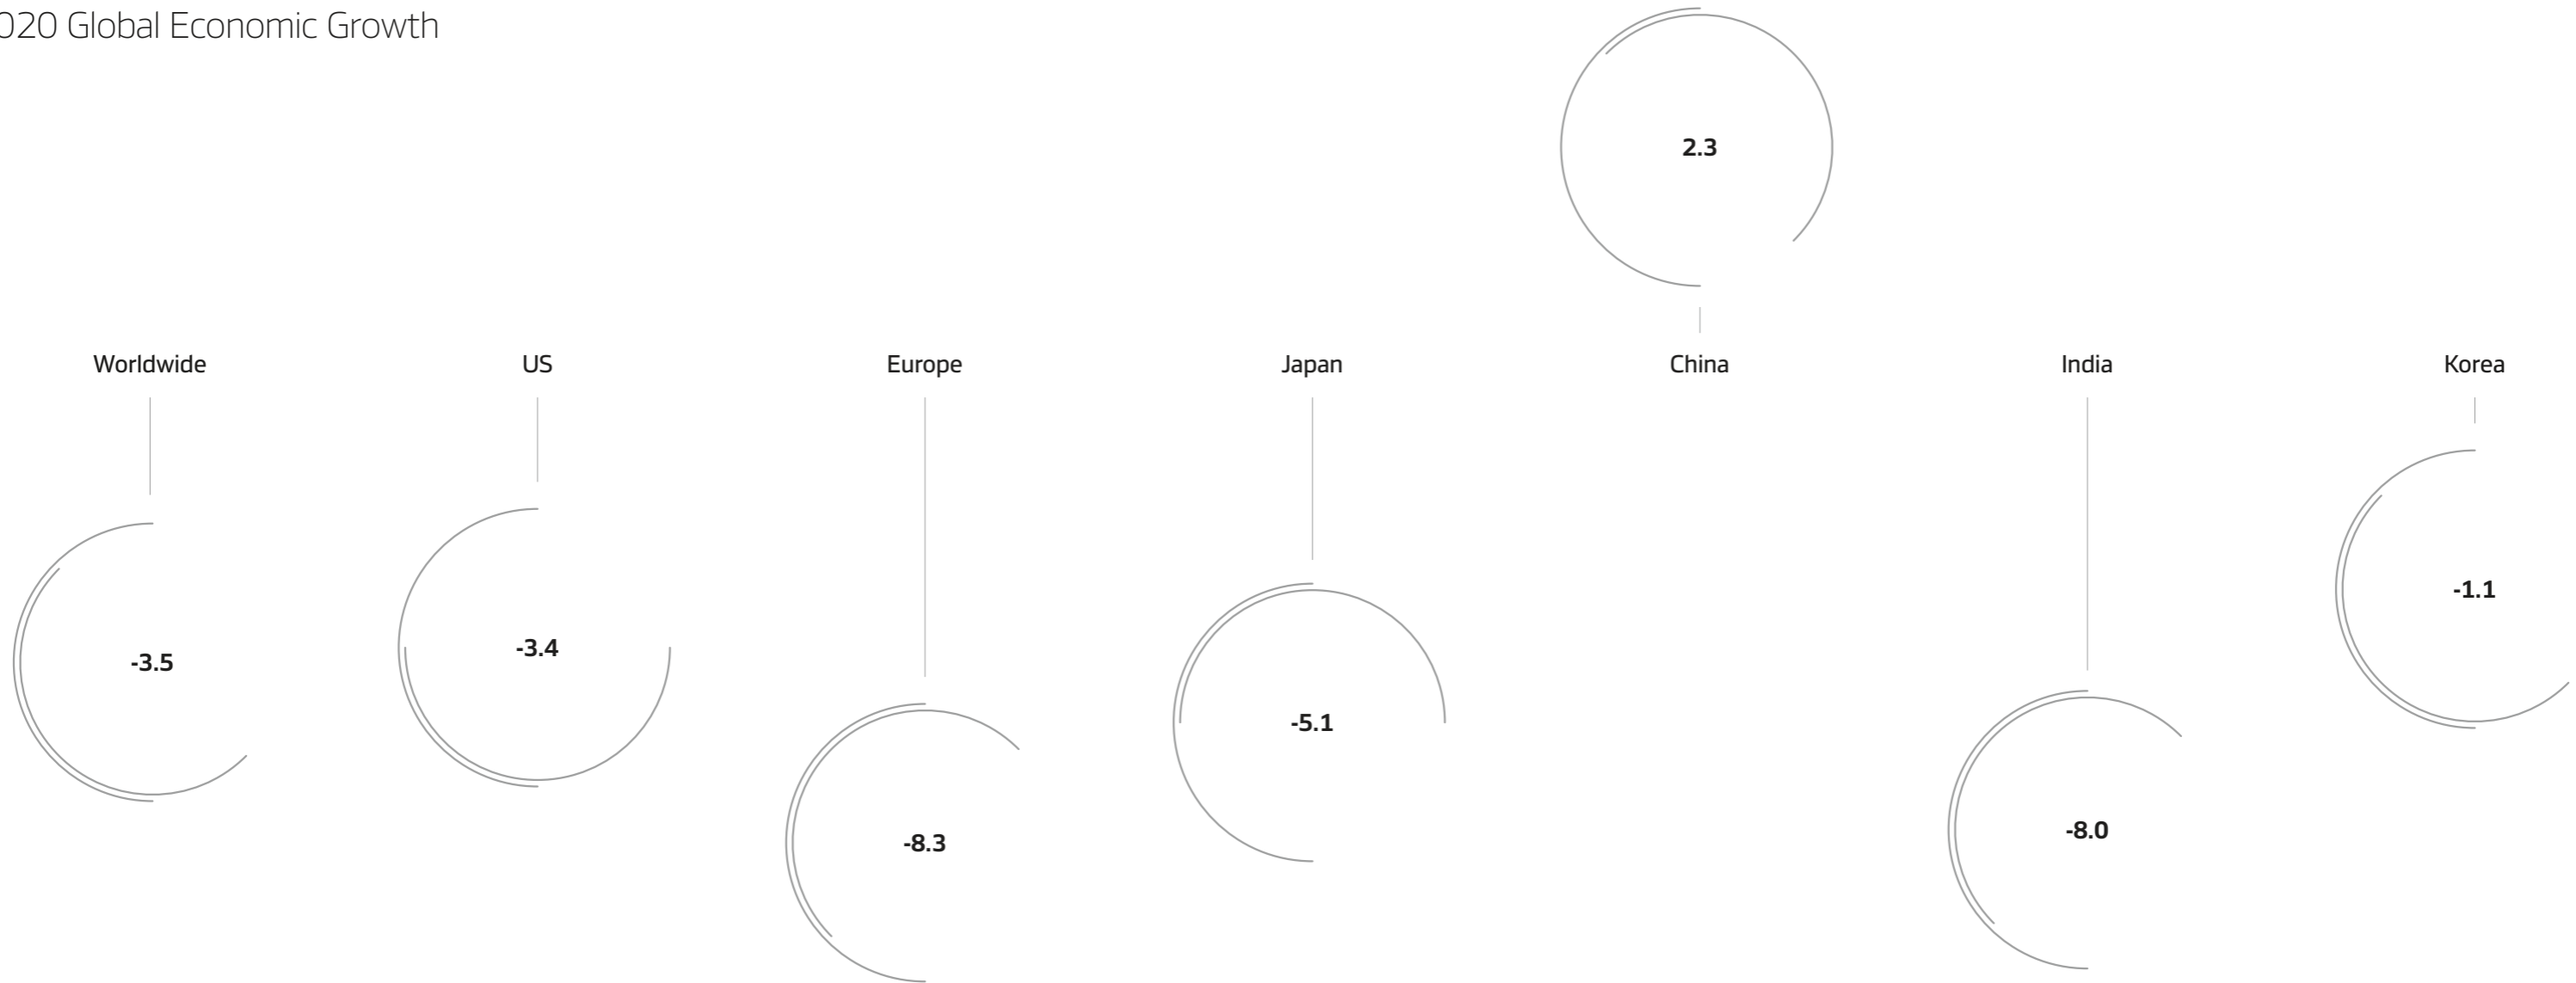 020 Global Economic Growth
2.3
Worldwide
US
Europe
Japan
China
India
Korea
-3.5
-3.4
-8.3
-5.1
-8.0
-1.1